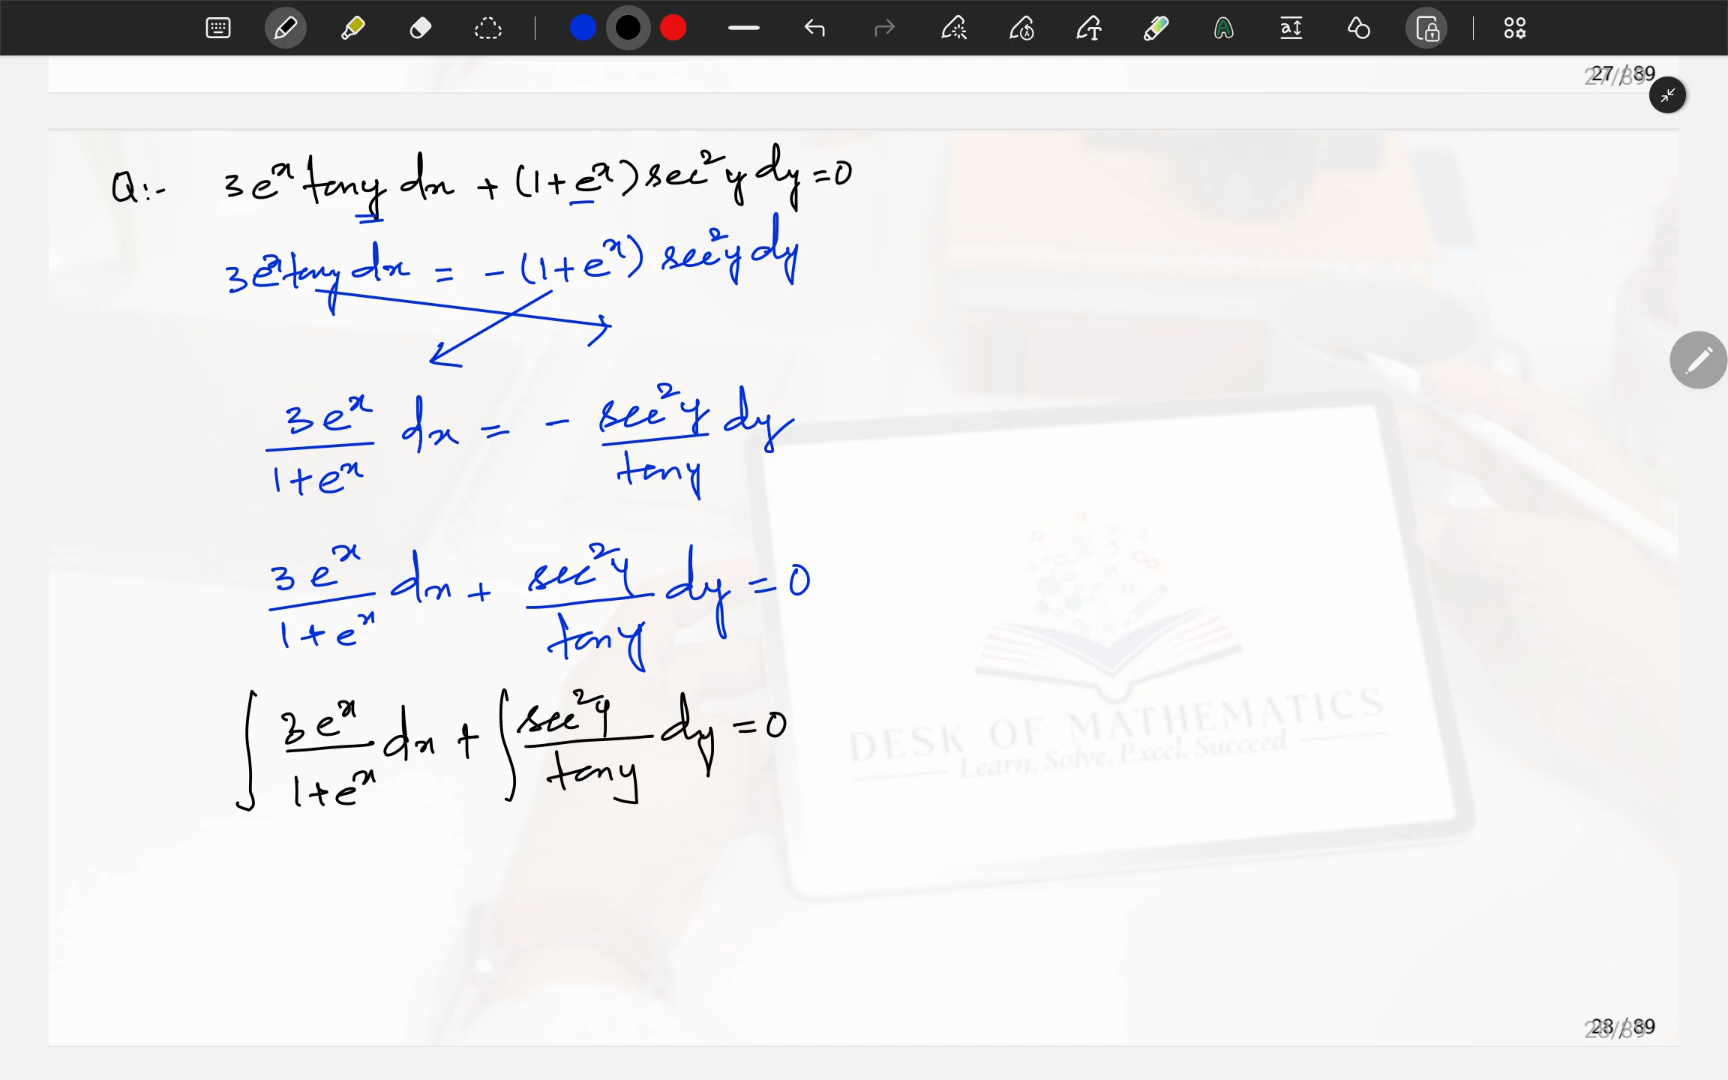 27 / 89
Q:- 3eˣ tany dx + (1+eˣ) sec²y dy = 0
3eˣ tany dx = - (1+eˣ) sec²y dy
3eˣ/1+eˣ dx = - sec²y/tany dy
3eˣ/1+eˣ dx + sec²y/tany dy = 0
∫ 3eˣ/1+eˣ dx + ∫ sec²y/tany dy = 0
DESK OF MATHEMATICS
Learn, Solve, Excel, Succeed
28 / 89